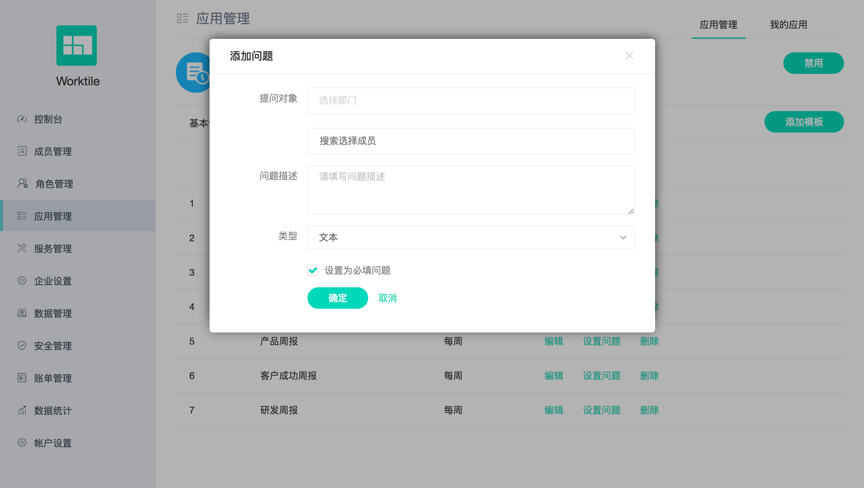 Worktile
控制台
成员管理
角色管理
应用管理
服务管理
企业设置
数据管理
安全管理
账单管理
数据统计
帐户设置
应用管理
应用管理
我的应用
禁用
基本
添加模板
添加问题
提问对象
选择部门
搜索选择成员
问题描述
请填写问题描述
类型
文本
设置为必填问题
确定
取消
1
2
3
4
5 产品周报 每周 编辑 设置问题 删除
6 客户成功周报 每周 编辑 设置问题 删除
7 研发周报 每周 编辑 设置问题 删除